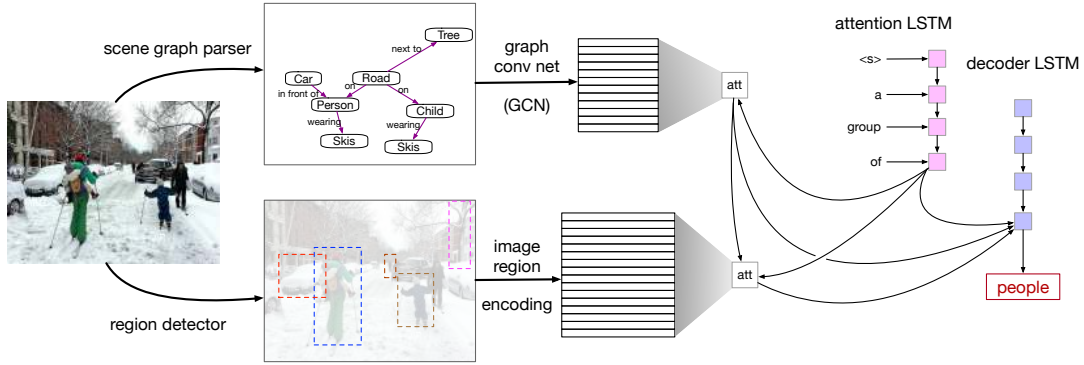 scene graph parser
Tree
next to
Car
Road
in front of
on
on
Person
Child
wearing
wearing
Skis
Skis
graph
conv net
(GCN)
att
attention LSTM
<s>
a
group
of
decoder LSTM
region detector
image
region
encoding
att
people